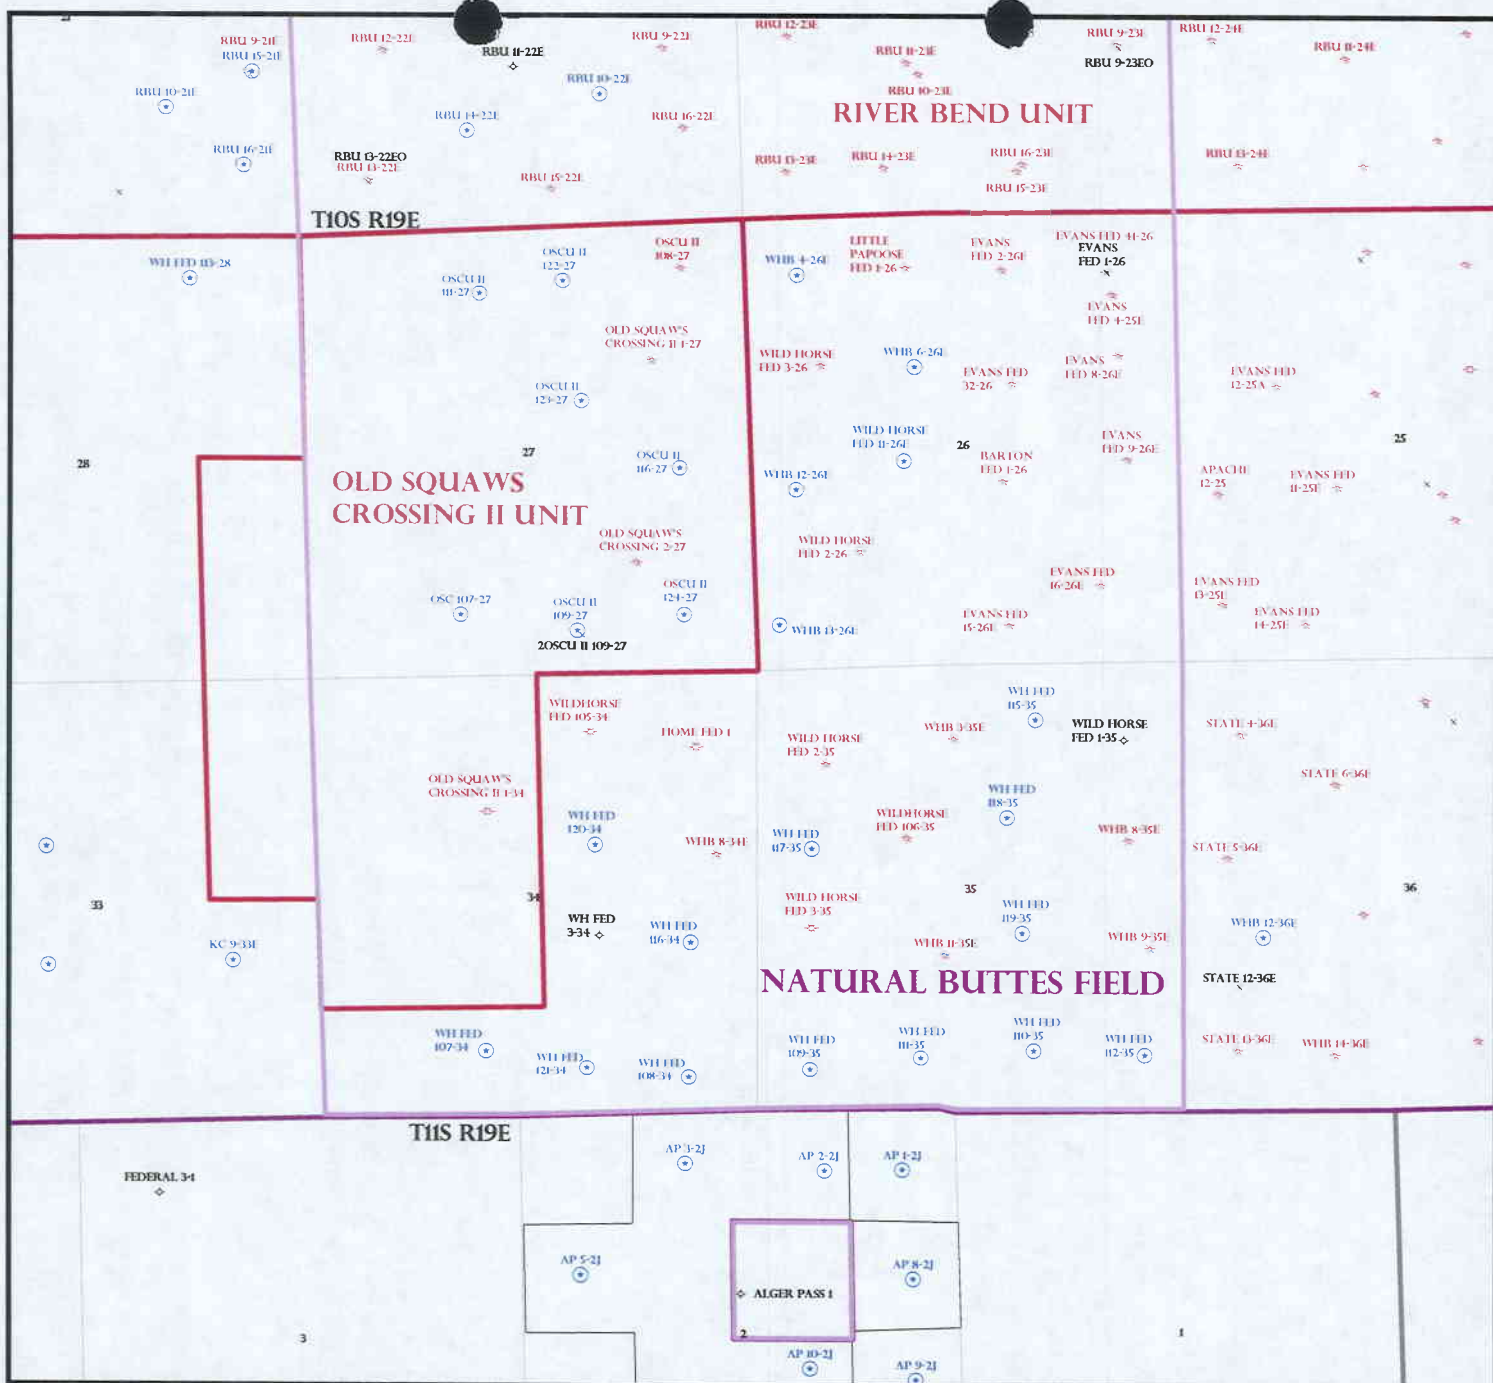 21
RBU 9-21E
RBU 15-21E
RBU 10-21E
RBU 16-21E
RBU 12-22E
RBU 11-22E
RBU 9-22E
RBU 10-22E
RBU 14-22E
RBU 16-22E
RBU 13-22EO
RBU 13-22E
RBU 15-22E
RBU 12-23E
RBU 11-23E
RBU 10-23E
RBU 9-23E
RBU 9-23EO
RIVER BEND UNIT
RBU 13-23E
RBU 14-23E
RBU 16-23E
RBU 15-23E
RBU 12-24E
RBU 11-24E
RBU 13-24E
T10S R19E
WH FED 113-28
28
OSCU II
111-27
OSCU II
122-27
OSCU II
108-27
OLD SQUAW'S
CROSSING II 1-27
OSCU II
123-27
27
OSCU II
116-27
OLD SQUAWS
CROSSING II UNIT
OLD SQUAW'S
CROSSING 2-27
OSC 107-27
OSCU II
109-27
2OSCU II 109-27
OSCU II
124-27
WHB 4-26E
LITTLE
PAPOOSE
FED 1-26
EVANS
FED 2-26E
EVANS FED 41-26
EVANS
FED 1-26
EVANS
FED 4-25E
WILD HORSE
FED 3-26
WHB 6-26E
EVANS FED
32-26
EVANS
FED 8-26E
WILD HORSE
FED 11-26E
26
BARTON
FED 1-26
EVANS
FED 9-26E
WHB 12-26E
WILD HORSE
FED 2-26
EVANS FED
16-26E
WHB 13-26E
EVANS FED
15-26E
EVANS FED
12-25A
25
APACHE
12-25
EVANS FED
11-25E
EVANS FED
13-25E
EVANS FED
14-25E
33
KC 9-33E
WILDHORSE
FED 105-34
HOME FED 1
OLD SQUAW'S
CROSSING II 1-34
WH FED
120-34
WHB 8-34E
34
WH FED
3-34
WH FED
116-34
WH FED
107-34
WH FED
121-34
WH FED
108-34
WILD HORSE
FED 2-35
WHB 3-35E
WH FED
115-35
WILD HORSE
FED 1-35
WH FED
118-35
WILDHORSE
FED 106-35
WH FED
117-35
WHB 8-35E
WILD HORSE
FED 3-35
35
WH FED
119-35
WHB 11-35E
WHB 9-35E
NATURAL BUTTES FIELD
WH FED
109-35
WH FED
111-35
WH FED
110-35
WH FED
112-35
STATE 4-36E
STATE 6-36E
STATE 5-36E
36
WHB 12-36E
STATE 12-36E
STATE 13-36E
WHB 14-36E
T11S R19E
FEDERAL 3-1
3
AP 3-2J
AP 2-2J
AP 1-2J
AP 5-2J
AP 8-2J
ALGER PASS 1
2
1
AP 10-2J
AP 9-2J